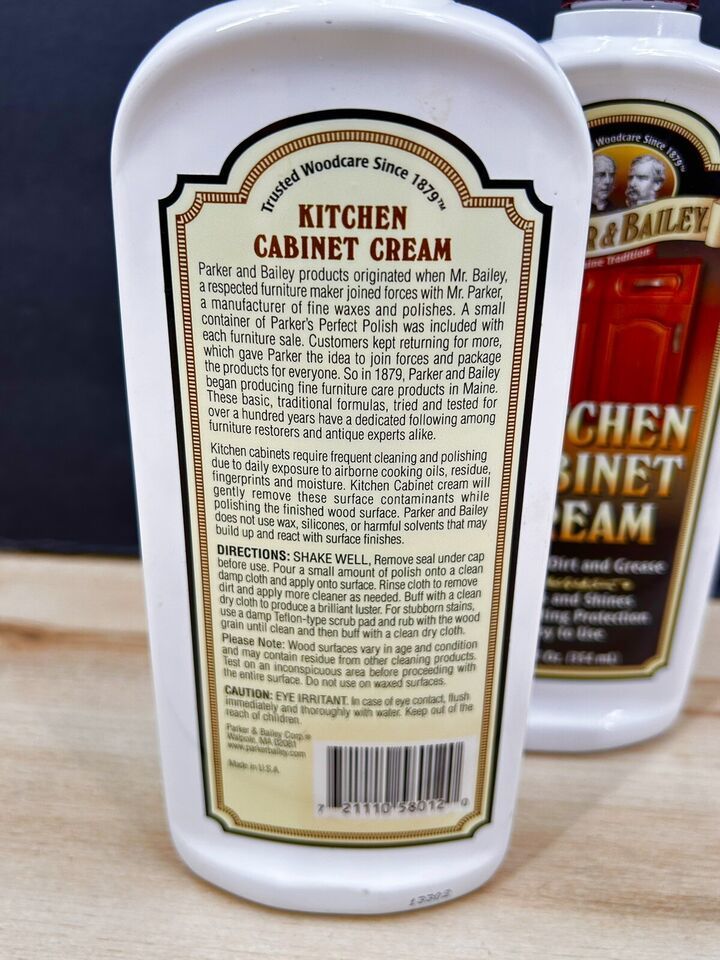 Trusted Woodcare Since 1879™
KITCHEN
CABINET CREAM
Parker and Bailey products originated when Mr. Bailey,
a respected furniture maker joined forces with Mr. Parker,
a manufacturer of fine waxes and polishes. A small
container of Parker's Perfect Polish was included with
each furniture sale. Customers kept returning for more,
which gave Parker the idea to join forces and package
the products for everyone. So in 1879, Parker and Bailey
began producing fine furniture care products in Maine.
These basic, traditional formulas, tried and tested for
over a hundred years have a dedicated following among
furniture restorers and antique experts alike.
Kitchen cabinets require frequent cleaning and polishing
due to daily exposure to airborne cooking oils, residue,
fingerprints and moisture. Kitchen Cabinet cream will
gently remove these surface contaminants while
polishing the finished wood surface. Parker and Bailey
does not use wax, silicones, or harmful solvents that may
build up and react with surface finishes.
DIRECTIONS: SHAKE WELL, Remove seal under cap
before use. Pour a small amount of polish onto a clean
damp cloth and apply onto surface. Rinse cloth to remove
dirt and apply more cleaner as needed. Buff with a clean
dry cloth to produce a brilliant luster. For stubborn stains,
use a damp Teflon-type scrub pad and rub with the wood
grain until clean and then buff with a clean dry cloth.
Please Note: Wood surfaces vary in age and condition
and may contain residue from other cleaning products.
Test on an inconspicuous area before proceeding with
the entire surface. Do not use on waxed surfaces.
CAUTION: EYE IRRITANT. In case of eye contact, flush
immediately and thoroughly with water. Keep out of the
reach of children.
Parker & Bailey Corp.®
Walpole, MA 02081
www.parkerbailey.com
Made in U.S.A.
7 21110 58012 0
13302
Woodcare Since 1879™
R & BAILEY
ine Tradition
CHEN
BINET
EAM
Dirt and Grease
and Shines
ing Protection
y to Use
Oz. (354 ml)